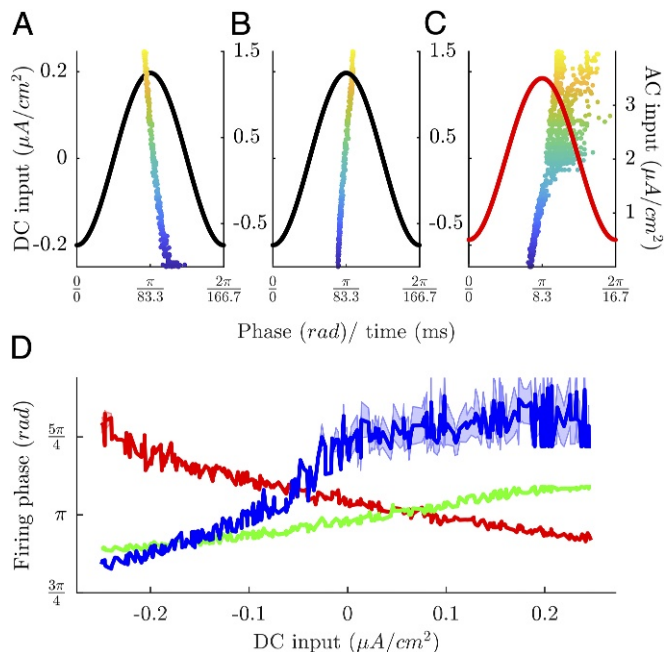 A
B
C
DC input (μA/cm²)
0.2
0
-0.2
1.5
0.5
-0.5
1.5
0.5
-0.5
3
2
1
AC input (μA/cm²)
0/0 π/83.3 2π/166.7
0/0 π/83.3 2π/166.7
0/0 π/8.3 2π/16.7
Phase (rad)/ time (ms)
D
Firing phase (rad)
5π/4
π
3π/4
-0.2 -0.1 0 0.1 0.2
DC input (μA/cm²)